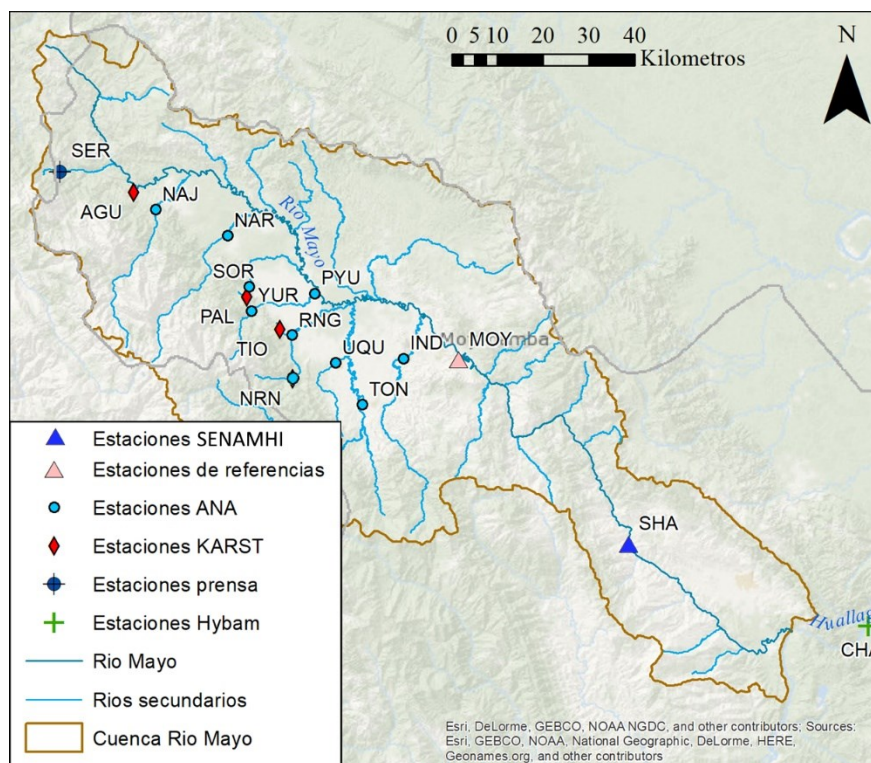 0 5 10 20 30 40
Kilometros
N
SER
AGU
NAJ
NAR
Rio Mayo
SOR
YUR
PYU
PAL
RNG
TIO
UQU
IND
MOY
NRN
TON
SHA
CHA
Estaciones SENAMHI
Estaciones de referencias
Estaciones ANA
Estaciones KARST
Estaciones prensa
Estaciones Hybam
Rio Mayo
Rios secundarios
Cuenca Rio Mayo
Esri, DeLorme, GEBCO, NOAA NGDC, and other contributors; Sources:
Esri, GEBCO, NOAA, National Geographic, DeLorme, HERE,
Geonames.org, and other contributors